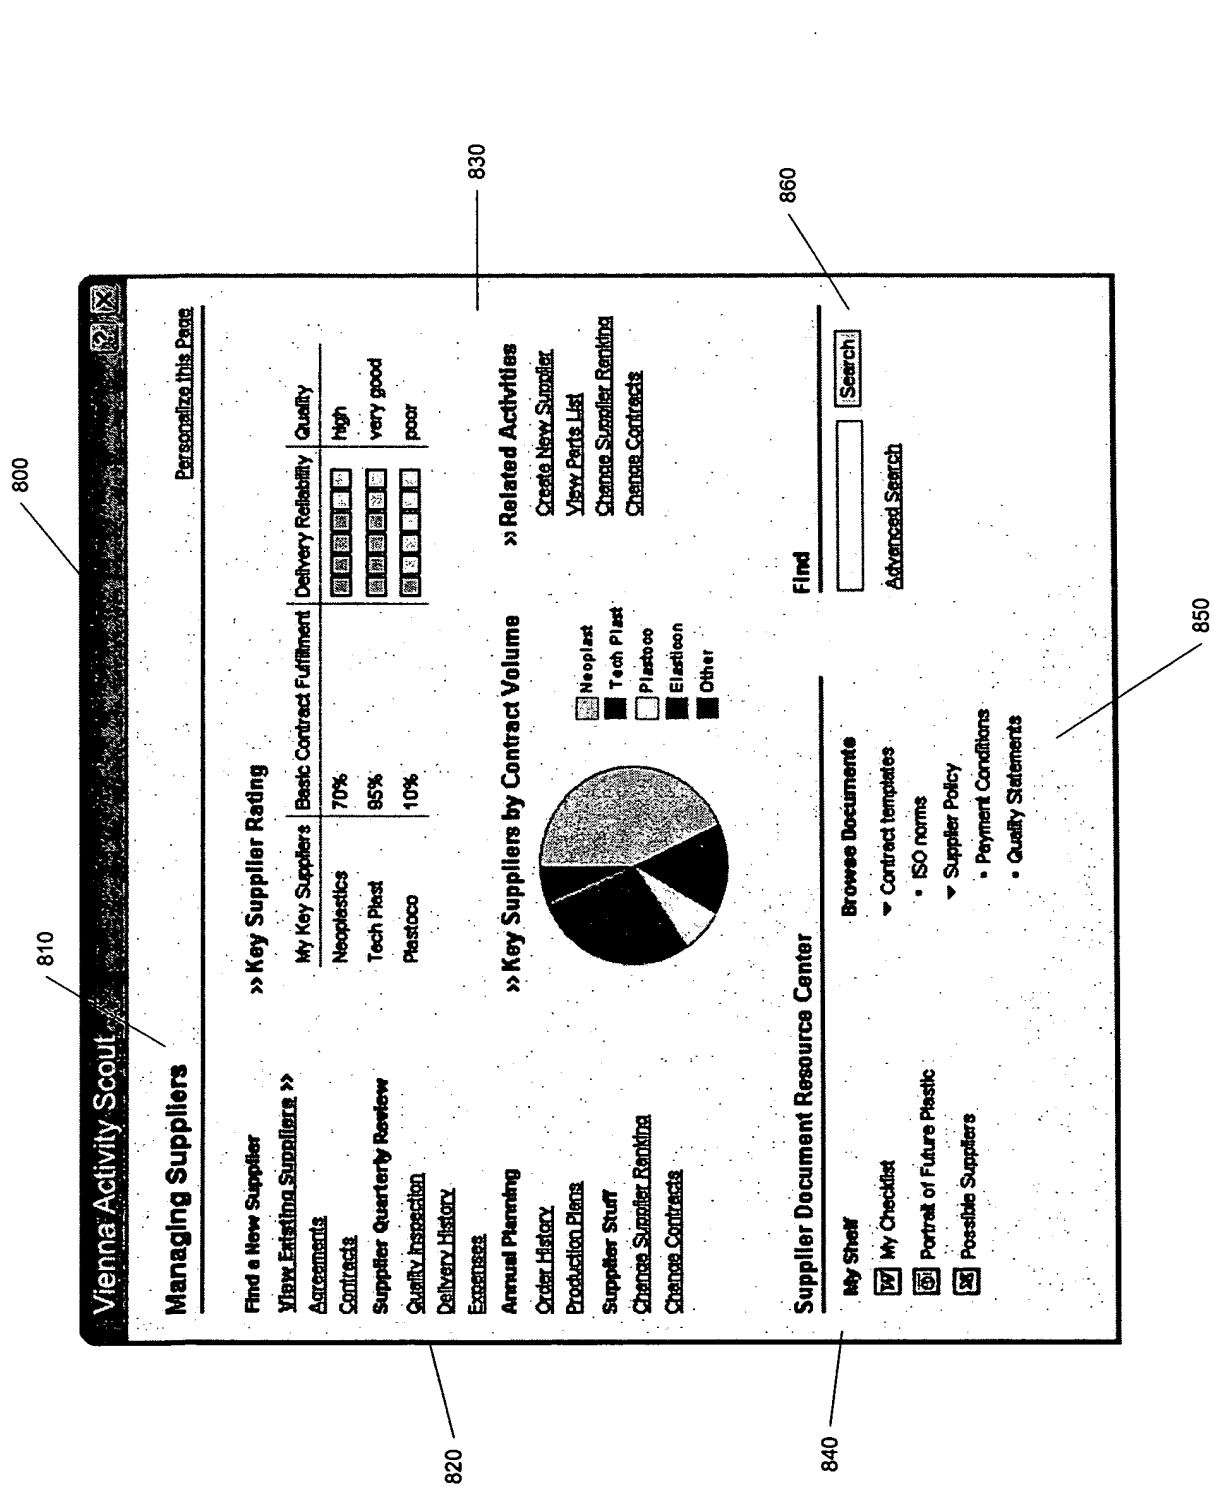 800
Vienna Activity Scout
? X
810
Managing Suppliers
Personalize this Page
Find a New Supplier
View Existing Suppliers >>
Agreements
Contracts
Supplier Quarterly Review
Quality Inspection
Delivery History
Expenses
Annual Planning
Order History
Production Plans
Supplier Stuff
Change Supplier Ranking
Change Contracts
820
>> Key Supplier Rating
My Key Suppliers Basic Contract Fulfillment Delivery Reliability Quality
Neoplastics 70% high
Tech Plast 95% very good
Plastoco 10% poor
830
>> Key Suppliers by Contract Volume
Neoplast
Tech Plast
Plastoco
Elasticon
Other
>> Related Activities
Create New Supplier
View Parts List
Change Supplier Ranking
Change Contracts
Supplier Document Resource Center
My Shelf
My Checklist
Portrait of Future Plastic
Possible Suppliers
840
Browse Documents
▾ Contract templates
• ISO norms
▾ Supplier Policy
• Payment Conditions
• Quality Statements
850
Find
Search
Advanced Search
860